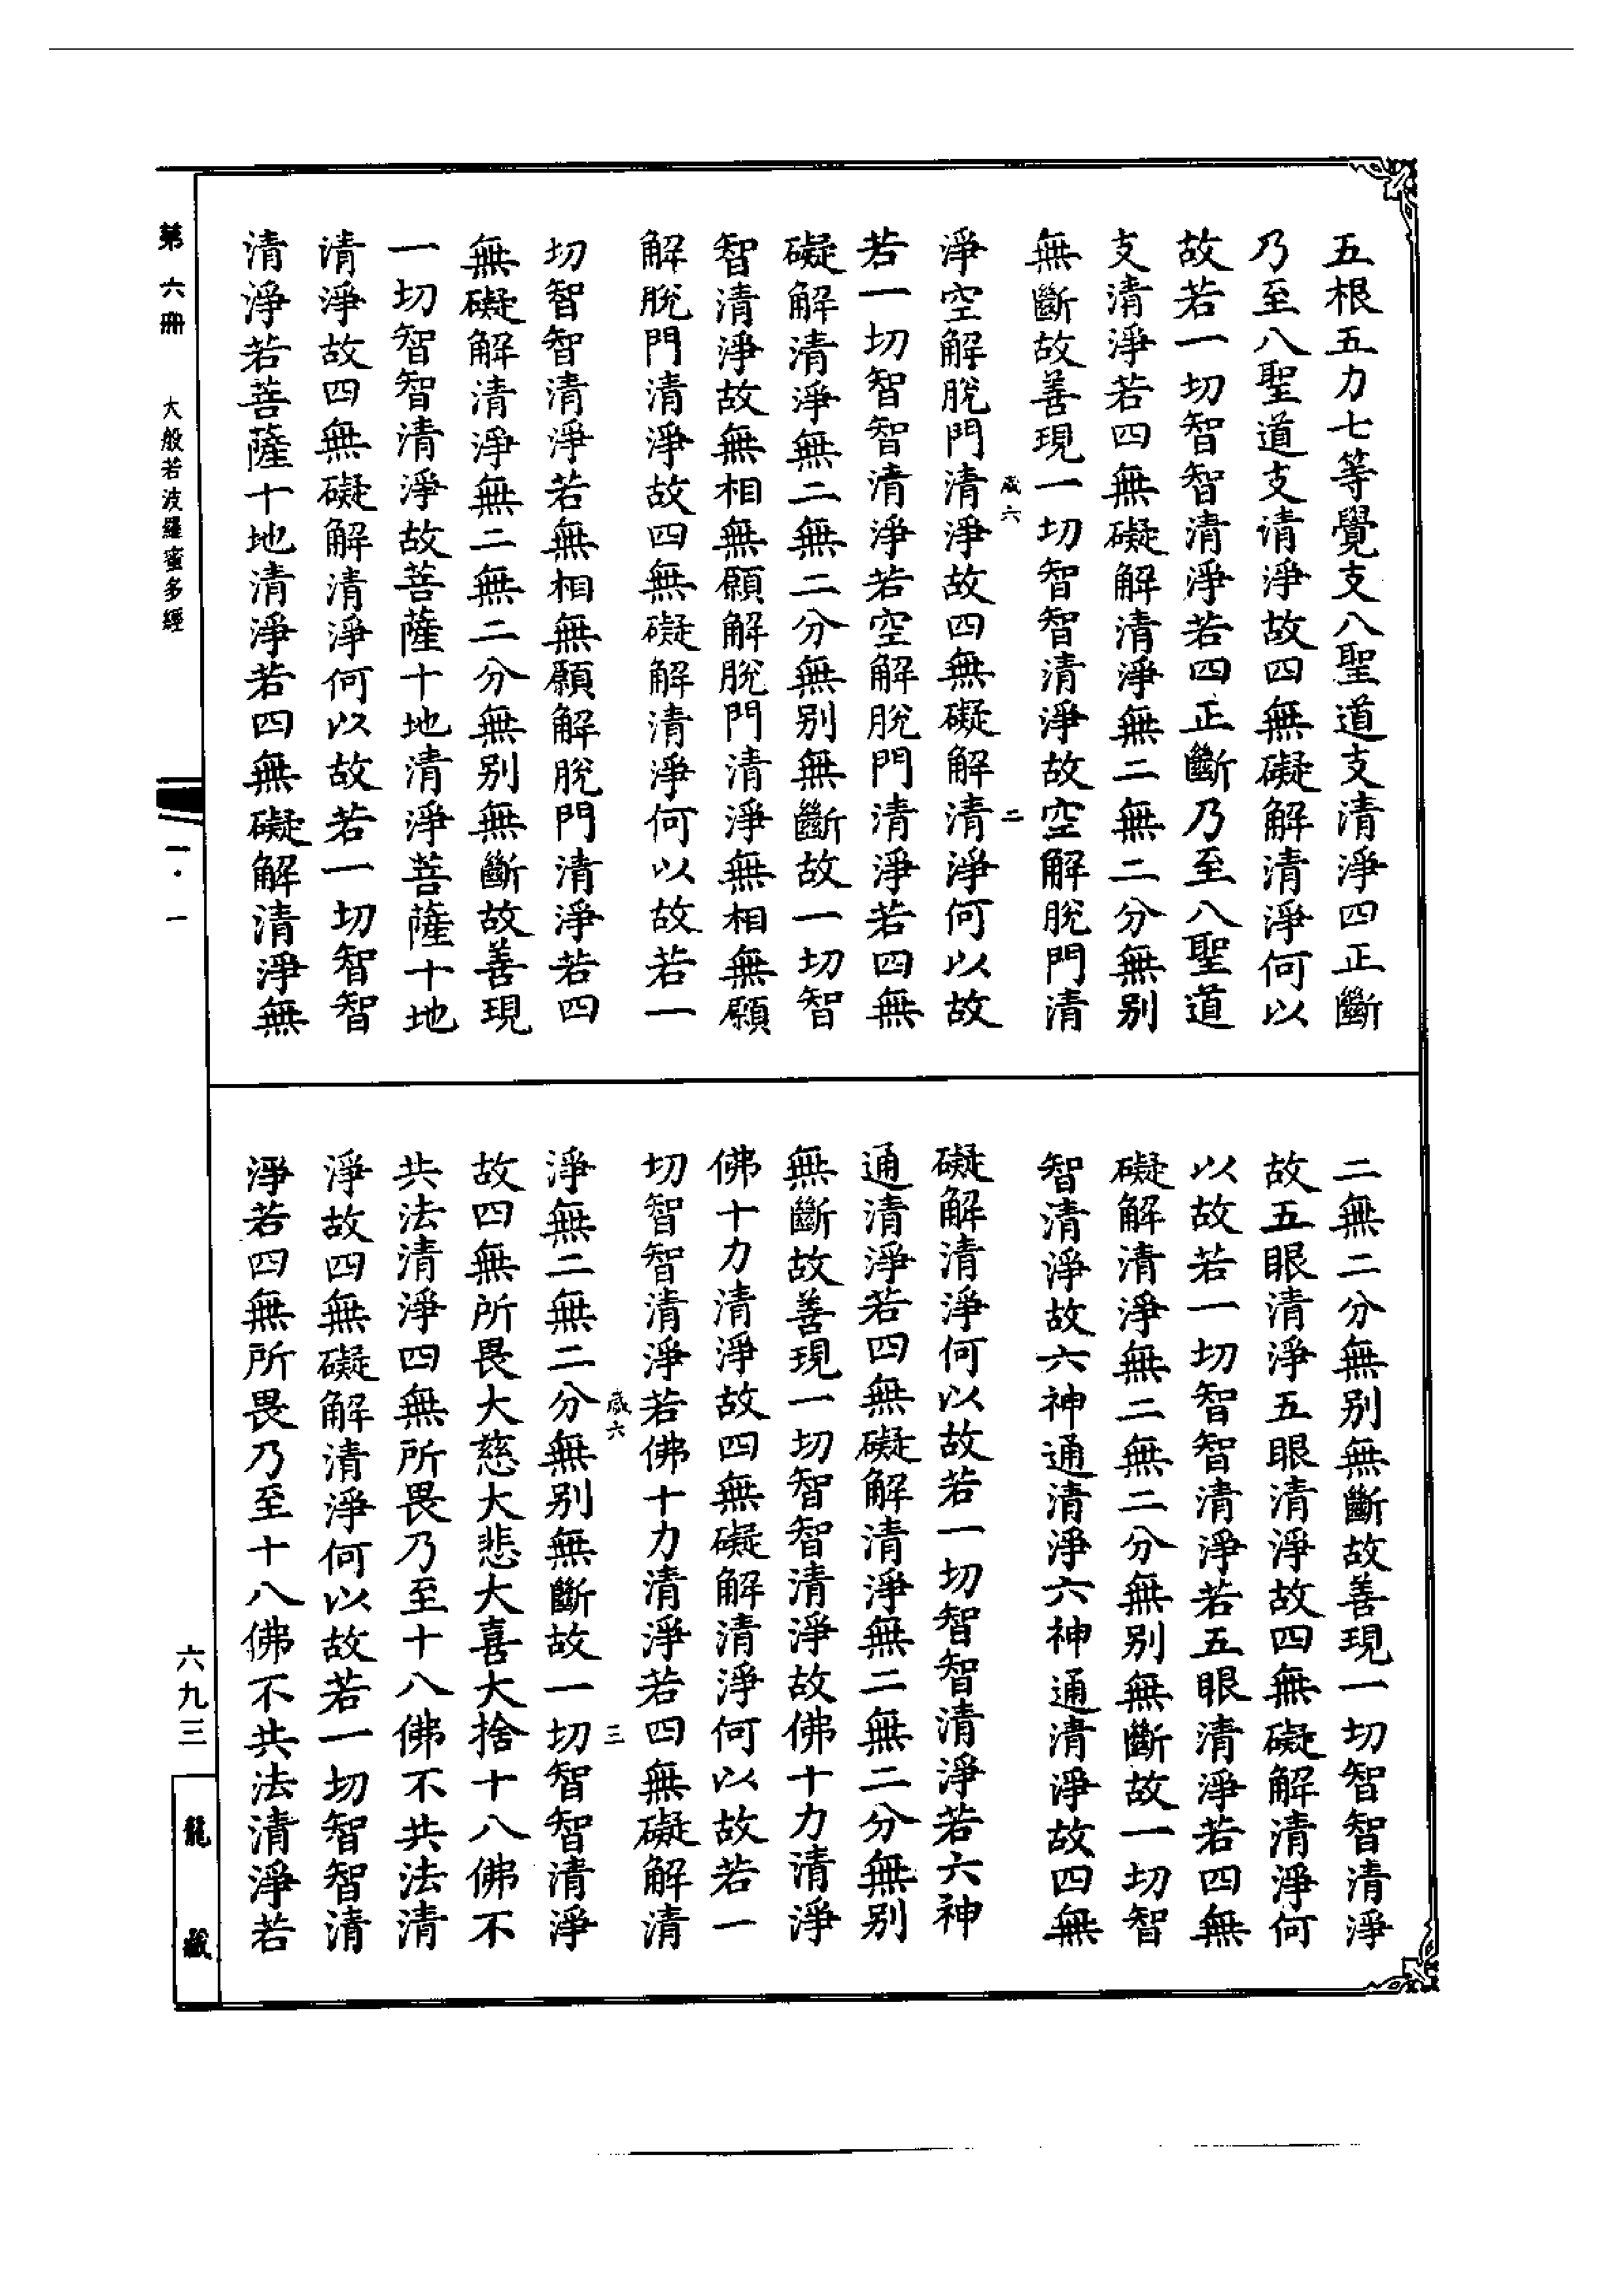 五根五力七等覺支八聖道支清淨四正斷
乃至八聖道支清淨故四無礙解清淨何以
故若一切智智清淨若四正斷乃至八聖道
支清淨若四無礙解清淨無二無二分無别
無斷故善現一切智智清淨故空解脫門清
咸六
二
淨空解脫門清淨故四無礙解清淨何以故
若一切智智清淨若空解脫門清淨若四無
礙解清淨無二無二分無别無斷故一切智
智清淨故無相無願解脫門清淨無相無願
解脫門清淨故四無礙解清淨何以故若一
切智智清淨若無相無願解脫門清淨若四
無礙解清淨無二無二分無别無斷故善現
一切智智清淨故菩薩十地清淨菩薩十地
清淨故四無礙解清淨何以故若一切智智
清淨若菩薩十地清淨若四無礙解清淨無
二無二分無别無斷故善現一切智智清淨
故五眼清淨五眼清淨故四無礙解清淨何
以故若一切智智清淨若五眼清淨若四無
礙解清淨無二無二分無别無斷故一切智
智清淨故六神通清淨六神通清淨故四無
礙解清淨何以故若一切智智清淨若六神
通清淨若四無礙解清淨無二無二分無别
無斷故善現一切智智清淨故佛十力清淨
佛十力清淨故四無礙解清淨何以故若一
切智智清淨若佛十力清淨若四無礙解清
咸六
三
淨無二無二分無别無斷故一切智智清淨
故四無所畏大慈大悲大喜大捨十八佛不
共法清淨四無所畏乃至十八佛不共法清
淨故四無礙解清淨何以故若一切智智清
淨若四無所畏乃至十八佛不共法清淨若
第六冊
大般若波羅蜜多經
一·一
六九三
龍藏